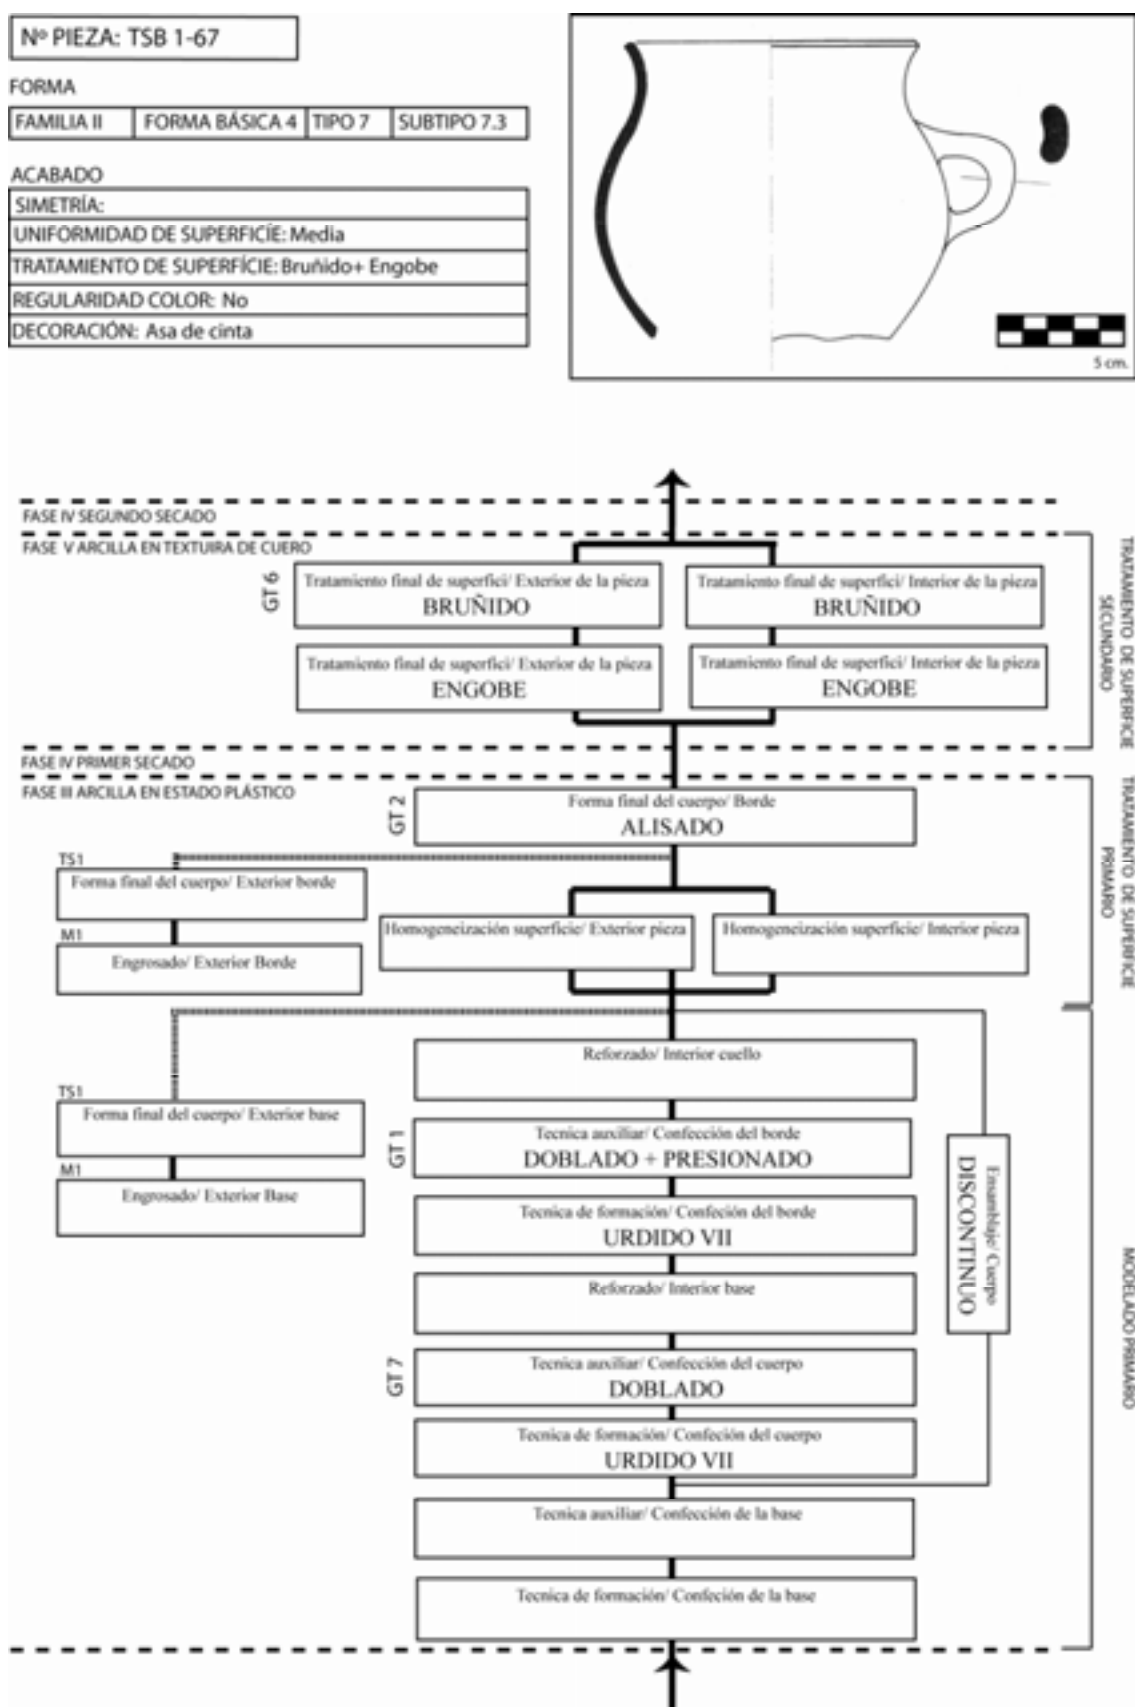 Nº PIEZA: TSB 1-67
FORMA
FAMILIA II FORMA BÁSICA 4 TIPO 7 SUBTIPO 7.3
ACABADO
SIMETRÍA:
UNIFORMIDAD DE SUPERFICÍE: Media
TRATAMIENTO DE SUPERFÍCIE: Bruñido+ Engobe
REGULARIDAD COLOR: No
DECORACIÓN: Asa de cinta
5 cm.
FASE IV SEGUNDO SECADO
FASE V ARCILLA EN TEXTUIRA DE CUERO
TRATAMIENTO DE SUPERFICIE
SECUNDARIO
GT 6
Tratamiento final de superfici/ Exterior de la pieza
BRUÑIDO
Tratamiento final de superfici/ Interior de la pieza
BRUÑIDO
Tratamiento final de superfici/ Exterior de la pieza
ENGOBE
Tratamiento final de superfici/ Interior de la pieza
ENGOBE
FASE IV PRIMER SECADO
FASE III ARCILLA EN ESTADO PLÁSTICO
TRATAMIENTO DE SUPERFICIE
PRIMARIO
GT 2
Forma final del cuerpo/ Borde
ALISADO
TS1
Forma final del cuerpo/ Exterior borde
M1
Engrosado/ Exterior Borde
Homogeneización superficie/ Exterior pieza
Homogeneización superficie/ Interior pieza
Reforzado/ Interior cuello
TS1
Forma final del cuerpo/ Exterior base
M1
Engrosado/ Exterior Base
GT 1
Tecnica auxiliar/ Confección del borde
DOBLADO + PRESIONADO
Tecnica de formación/ Confeción del borde
URDIDO VII
Ensamblaje/ Cuerpo
DISCONTINUO
MODELADO PRIMARIO
Reforzado/ Interior base
GT 7
Tecnica auxiliar/ Confección del cuerpo
DOBLADO
Tecnica de formación/ Confeción del cuerpo
URDIDO VII
Tecnica auxiliar/ Confección de la base
Tecnica de formación/ Confeción de la base